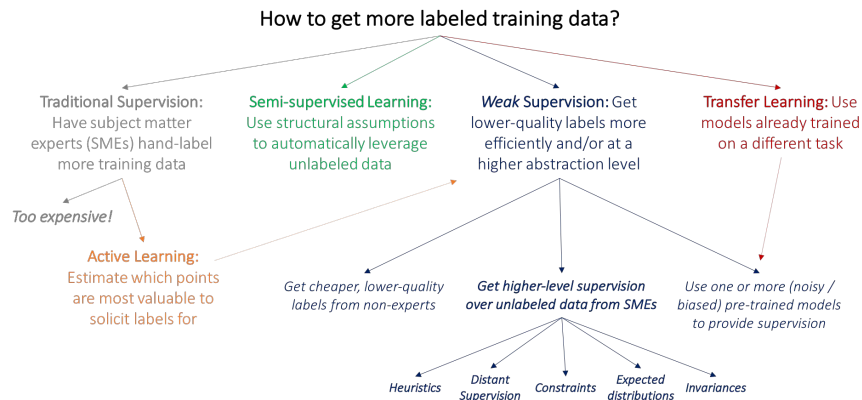 How to get more labeled training data?
Traditional Supervision:
Have subject matter
experts (SMEs) hand-label
more training data
Semi-supervised Learning:
Use structural assumptions
to automatically leverage
unlabeled data
Weak Supervision: Get
lower-quality labels more
efficiently and/or at a
higher abstraction level
Transfer Learning: Use
models already trained
on a different task
Too expensive!
Active Learning:
Estimate which points
are most valuable to
solicit labels for
Get cheaper, lower-quality
labels from non-experts
Get higher-level supervision
over unlabeled data from SMEs
Use one or more (noisy /
biased) pre-trained models
to provide supervision
Heuristics
Distant
Supervision
Constraints
Expected
distributions
Invariances